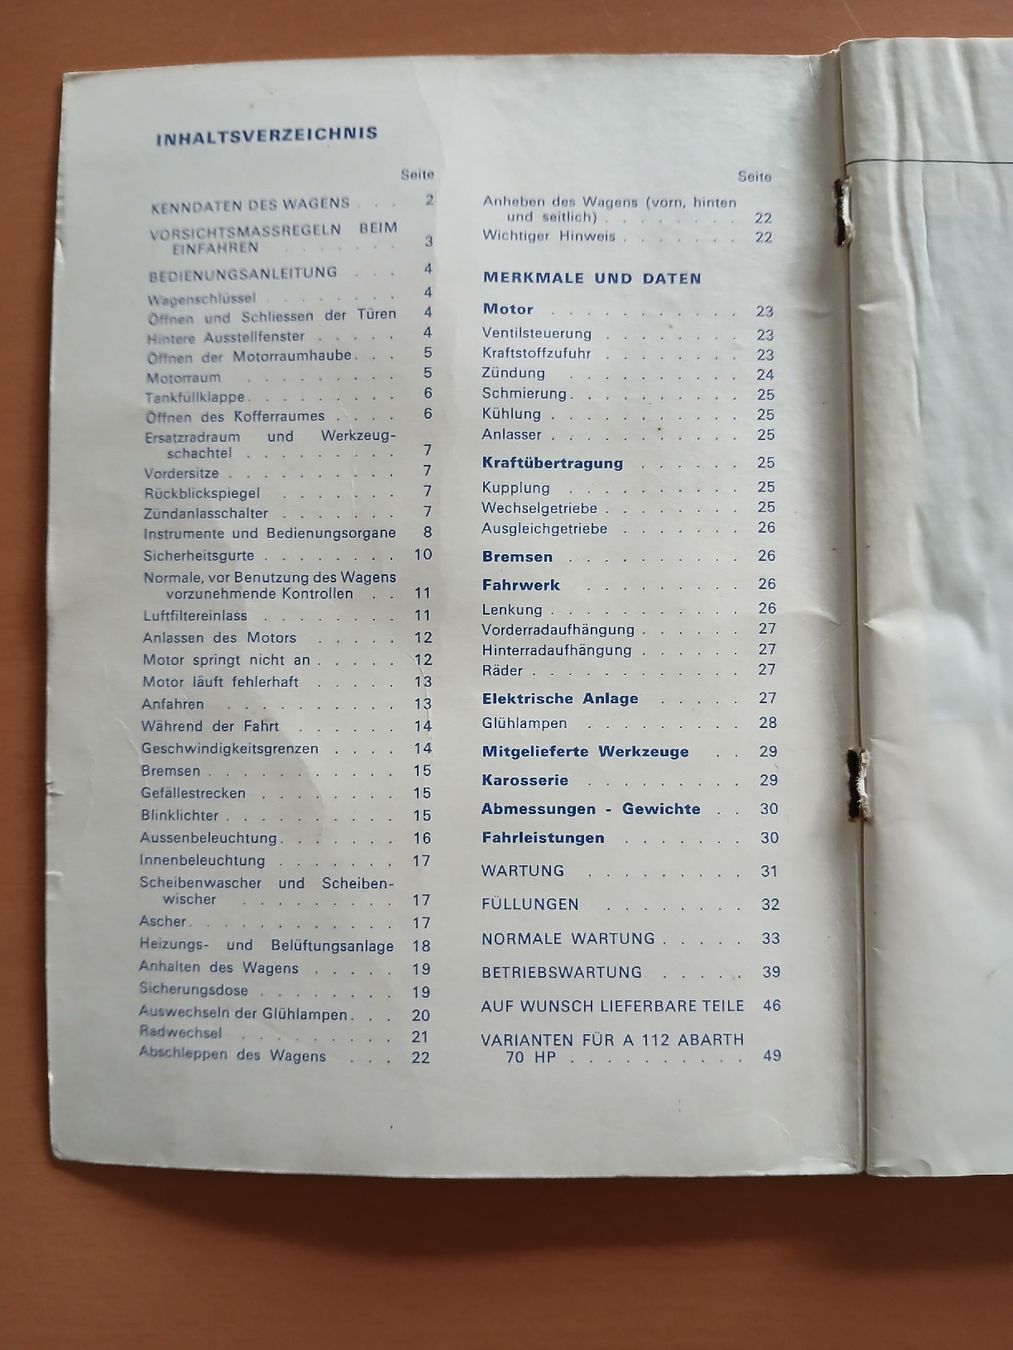 INHALTSVERZEICHNIS
Seite
KENNDATEN DES WAGENS . . . 2
VORSICHTSMASSREGELN BEIM
EINFAHREN . . . . . . . 3
BEDIENUNGSANLEITUNG . . . 4
Wagenschlüssel . . . . . . . . 4
Öffnen und Schliessen der Türen 4
Hintere Ausstellfenster . . . . . 4
Öffnen der Motorraumhaube. . . 5
Motorraum . . . . . . . . . 5
Tankfüllklappe. . . . . . . . . 6
Öffnen des Kofferraumes . . . . 6
Ersatzradraum und Werkzeug-
schachtel . . . . . . . . . 7
Vordersitze . . . . . . . . . . 7
Rückblickspiegel . . . . . . . 7
Zündanlasschalter . . . . . . . 7
Instrumente und Bedienungsorgane 8
Sicherheitsgurte . . . . . . . . 10
Normale, vor Benutzung des Wagens
vorzunehmende Kontrollen . . 11
Luftfiltereinlass . . . . . . . . 11
Anlassen des Motors . . . . . 12
Motor springt nicht an . . . . . 12
Motor läuft fehlerhaft . . . . . 13
Anfahren . . . . . . . . . . 13
Während der Fahrt . . . . . . 14
Geschwindigkeitsgrenzen . . . . 14
Bremsen . . . . . . . . . . . 15
Gefällestrecken . . . . . . . . 15
Blinklichter . . . . . . . . . . 15
Aussenbeleuchtung. . . . . . . 16
Innenbeleuchtung . . . . . . . 17
Scheibenwascher und Scheiben-
wischer . . . . . . . . . 17
Ascher. . . . . . . . . . . . 17
Heizungs- und Belüftungsanlage 18
Anhalten des Wagens . . . . . 19
Sicherungsdose . . . . . . . . 19
Auswechseln der Glühlampen. . . 20
Radwechsel . . . . . . . . . 21
Abschleppen des Wagens . . . 22
Seite
Anheben des Wagens (vorn, hinten
und seitlich) . . . . . . . . 22
Wichtiger Hinweis . . . . . . . 22
MERKMALE UND DATEN
Motor . . . . . . . . . . . 23
Ventilsteuerung . . . . . . . . 23
Kraftstoffzufuhr . . . . . . . . 23
Zündung . . . . . . . . . . 24
Schmierung. . . . . . . . . . 25
Kühlung . . . . . . . . . . . 25
Anlasser . . . . . . . . . . . 25
Kraftübertragung . . . . . . 25
Kupplung . . . . . . . . . . 25
Wechselgetriebe . . . . . . . . 25
Ausgleichgetriebe . . . . . . . 26
Bremsen . . . . . . . . . . 26
Fahrwerk . . . . . . . . . 26
Lenkung . . . . . . . . . . . 26
Vorderradaufhängung . . . . . . 27
Hinterradaufhängung . . . . . . 27
Räder . . . . . . . . . . . . 27
Elektrische Anlage . . . . . 27
Glühlampen . . . . . . . . . 28
Mitgelieferte Werkzeuge . . 29
Karosserie . . . . . . . . . 29
Abmessungen - Gewichte . . 30
Fahrleistungen . . . . . . . 30
WARTUNG . . . . . . . . . 31
FÜLLUNGEN . . . . . . . . 32
NORMALE WARTUNG . . . . . 33
BETRIEBSWARTUNG . . . . . 39
AUF WUNSCH LIEFERBARE TEILE 46
VARIANTEN FÜR A 112 ABARTH
70 HP . . . . . . . . . . 49